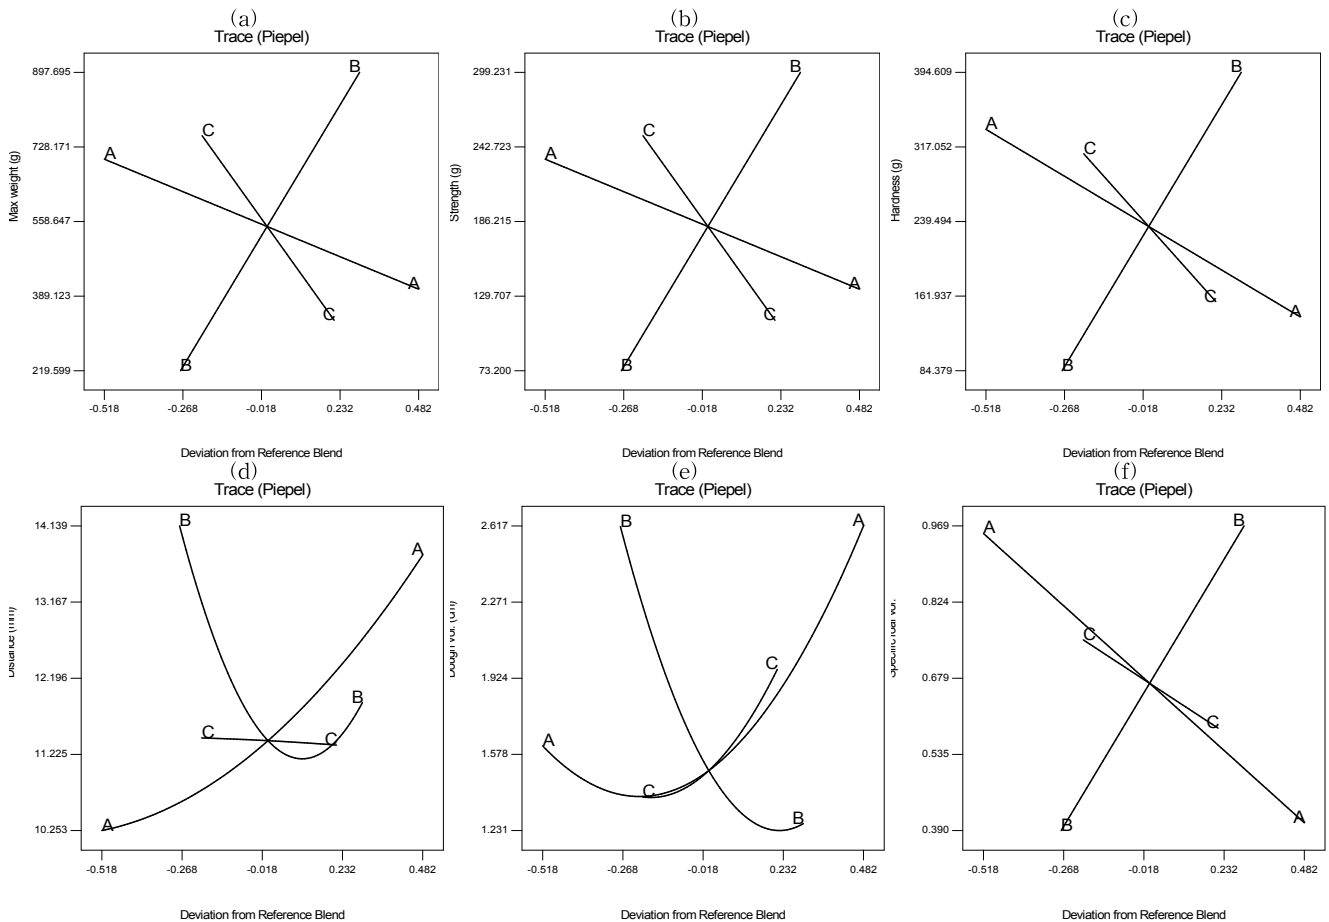 (a)
Trace (Piepel)
897.695
728.171
558.647
389.123
219.599
Max weight (g)
A
A
B
B
C
C
-0.518 -0.268 -0.018 0.232 0.482
Deviation from Reference Blend
(b)
Trace (Piepel)
299.231
242.723
186.215
129.707
73.200
Strength (g)
A
A
B
B
C
C
-0.518 -0.268 -0.018 0.232 0.482
Deviation from Reference Blend
(c)
Trace (Piepel)
394.609
317.052
239.494
161.937
84.379
Hardness (g)
A
A
B
B
C
C
-0.518 -0.268 -0.018 0.232 0.482
Deviation from Reference Blend
(d)
Trace (Piepel)
14.139
13.167
12.196
11.225
10.253
Distance (mm)
A
A
B
B
C
C
-0.518 -0.268 -0.018 0.232 0.482
Deviation from Reference Blend
(e)
Trace (Piepel)
2.617
2.271
1.924
1.578
1.231
Dough vol. (cm)
A
A
B
B
C
C
-0.518 -0.268 -0.018 0.232 0.482
Deviation from Reference Blend
(f)
Trace (Piepel)
0.969
0.824
0.679
0.535
0.390
Specific loaf vol.
A
A
B
B
C
C
-0.518 -0.268 -0.018 0.232 0.482
Deviation from Reference Blend